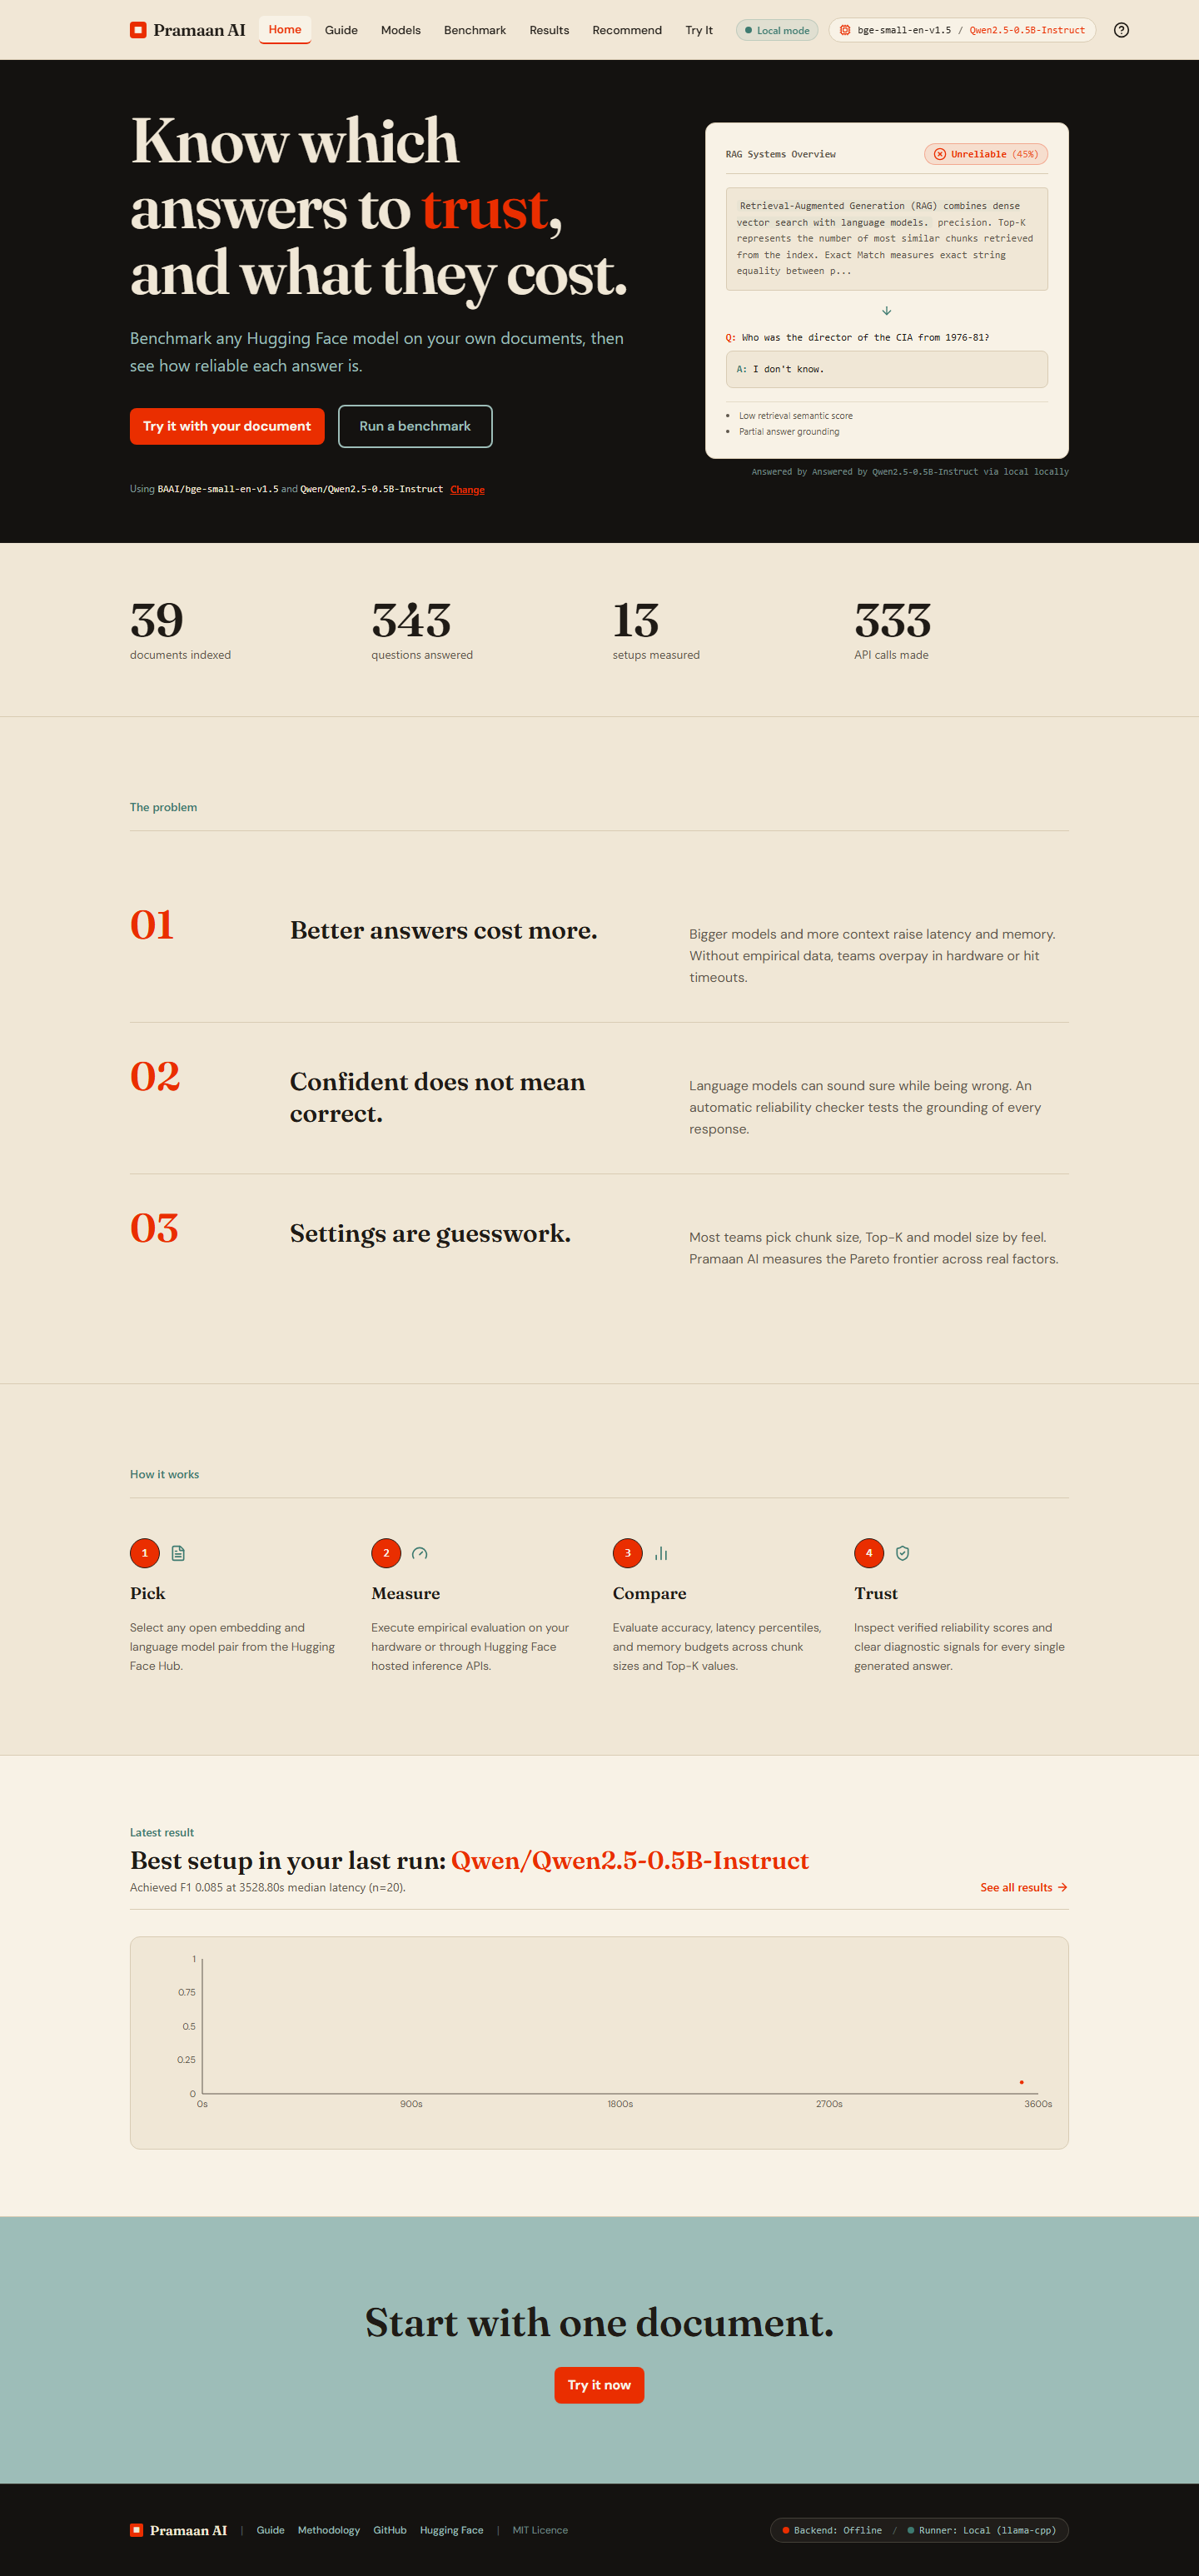 Pramaan AI
Home
Guide
Models
Benchmark
Results
Recommend
Try It
Local mode
bge-small-en-v1.5 / Qwen2.5-0.5B-Instruct
Know which
answers to trust,
and what they cost.
Benchmark any Hugging Face model on your own documents, then
see how reliable each answer is.
Try it with your document
Run a benchmark
Using BAAI/bge-small-en-v1.5 and Qwen/Qwen2.5-0.5B-Instruct Change
RAG Systems Overview
Unreliable (45%)
Retrieval-Augmented Generation (RAG) combines dense
vector search with language models. precision. Top-K
represents the number of most similar chunks retrieved
from the index. Exact Match measures exact string
equality between p...
Q: Who was the director of the CIA from 1976-81?
A: I don't know.
Low retrieval semantic score
Partial answer grounding
Answered by Answered by Qwen2.5-0.5B-Instruct via local locally
39
documents indexed
343
questions answered
13
setups measured
333
API calls made
The problem
01
Better answers cost more.
Bigger models and more context raise latency and memory.
Without empirical data, teams overpay in hardware or hit
timeouts.
02
Confident does not mean
correct.
Language models can sound sure while being wrong. An
automatic reliability checker tests the grounding of every
response.
03
Settings are guesswork.
Most teams pick chunk size, Top-K and model size by feel.
Pramaan AI measures the Pareto frontier across real factors.
How it works
1
Pick
Select any open embedding and
language model pair from the Hugging
Face Hub.
2
Measure
Execute empirical evaluation on your
hardware or through Hugging Face
hosted inference APIs.
3
Compare
Evaluate accuracy, latency percentiles,
and memory budgets across chunk
sizes and Top-K values.
4
Trust
Inspect verified reliability scores and
clear diagnostic signals for every single
generated answer.
Latest result
Best setup in your last run: Qwen/Qwen2.5-0.5B-Instruct
Achieved F1 0.085 at 3528.80s median latency (n=20).
See all results →
1
0.75
0.5
0.25
0
0s
900s
1800s
2700s
3600s
Start with one document.
Try it now
Pramaan AI | Guide Methodology GitHub Hugging Face | MIT Licence
Backend: Offline / Runner: Local (llama-cpp)